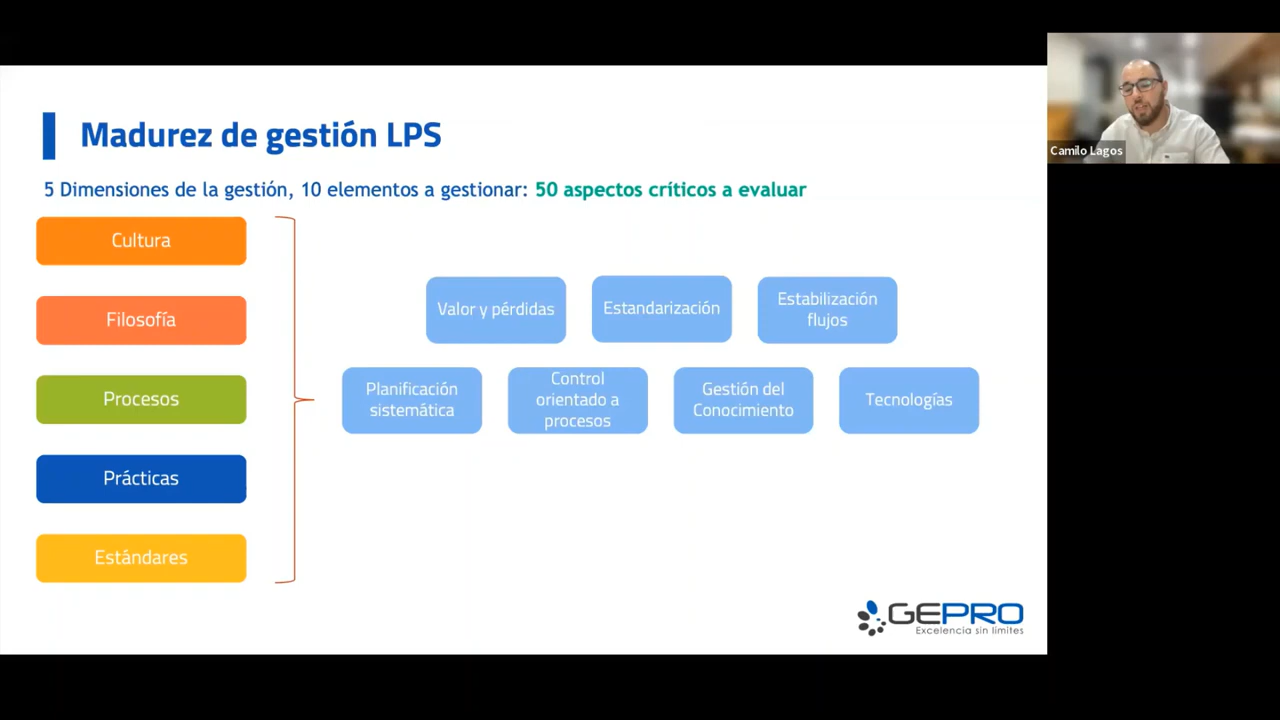 Madurez de gestión LPS
5 Dimensiones de la gestión, 10 elementos a gestionar: 50 aspectos críticos a evaluar
Cultura
Filosofía
Procesos
Prácticas
Estándares
Valor y pérdidas
Estandarización
Estabilización
flujos
Planificación
sistemática
Control
orientado a
procesos
Gestión del
Conocimiento
Tecnologías
GEPRO
Excelencia sin límites
Camilo Lagos